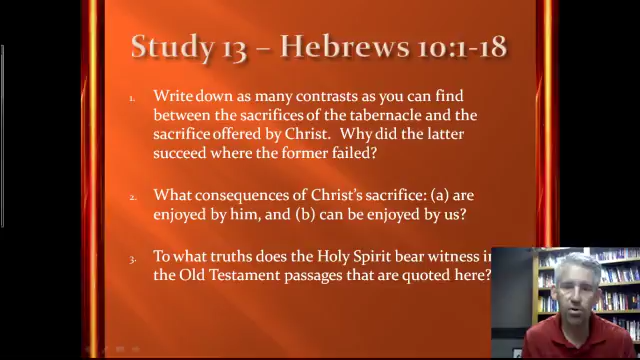 Study 13 – Hebrews 10:1-18
1. Write down as many contrasts as you can find
between the sacrifices of the tabernacle and the
sacrifice offered by Christ. Why did the latter
succeed where the former failed?
2. What consequences of Christ's sacrifice: (a) are
enjoyed by him, and (b) can be enjoyed by us?
3. To what truths does the Holy Spirit bear witness in
the Old Testament passages that are quoted here?